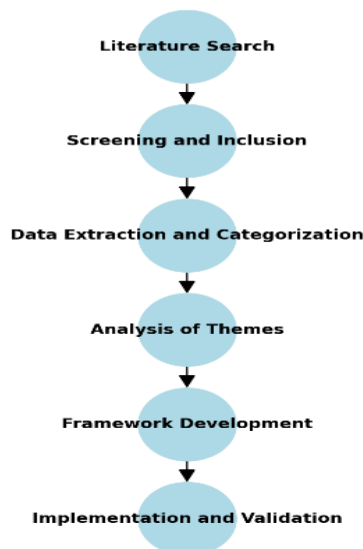 Literature Search
Screening and Inclusion
Data Extraction and Categorization
Analysis of Themes
Framework Development
Implementation and Validation